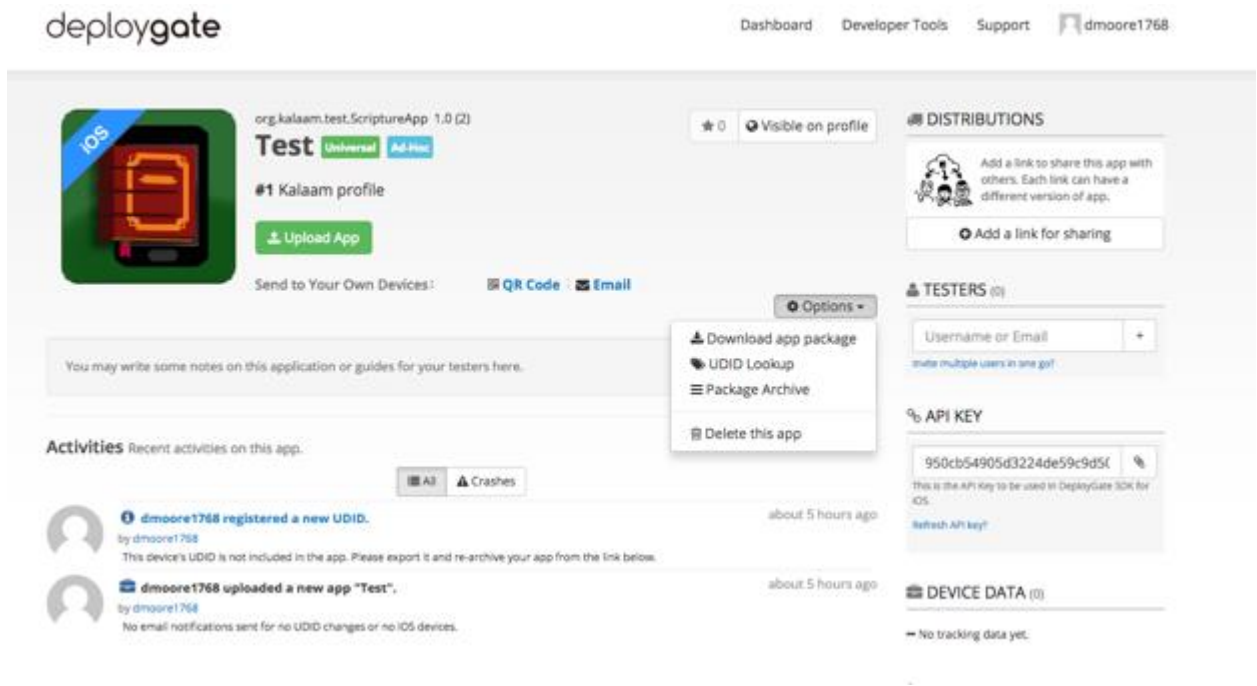 deploygate
Dashboard Developer Tools Support dmoore1768
iOS
org.kalaam.test.ScriptureApp 1.0 (2)
Test Universal Ad-Hoc
#1 Kalaam profile
Upload App
Send to Your Own Devices: QR Code Email
0 Visible on profile
Options
Download app package
UDID Lookup
Package Archive
Delete this app
You may write some notes on this application or guides for your testers here.
Activities Recent activities on this app.
All Crashes
dmoore1768 registered a new UDID. about 5 hours ago
by dmoore1768
This device's UDID is not included in the app. Please export it and re-archive your app from the link below.
dmoore1768 uploaded a new app "Test". about 5 hours ago
by dmoore1768
No email notifications sent for no UDID changes or no iOS devices.
DISTRIBUTIONS
Add a link to share this app with
others. Each link can have a
different version of app.
Add a link for sharing
TESTERS (0)
Username or Email +
Invite multiple users in one go?
API KEY
950cb54905d3224de59c9d50
This is the API Key to be used in DeployGate SDK for
iOS.
Refresh API key?
DEVICE DATA (0)
No tracking data yet.